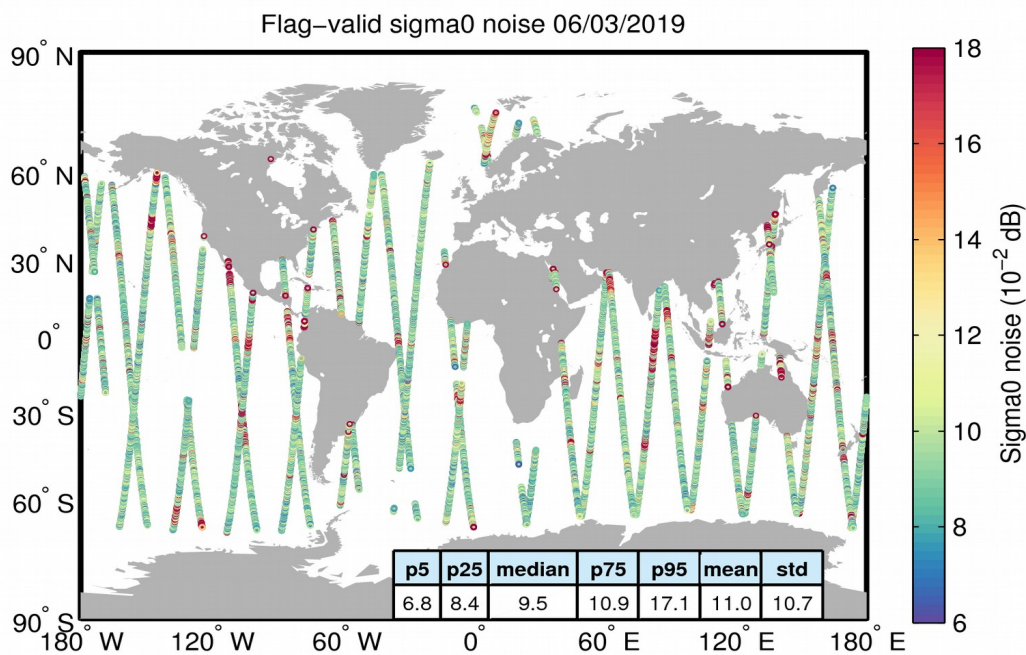 Flag−valid sigma0 noise 06/03/2019
90° N
60° N
30° N
0°
30° S
60° S
90° S
180° W
120° W
60° W
0°
60° E
120° E
180° E
p5 p25 median p75 p95 mean std
6.8 8.4 9.5 10.9 17.1 11.0 10.7
18
16
14
12
10
8
6
Sigma0 noise (10⁻² dB)